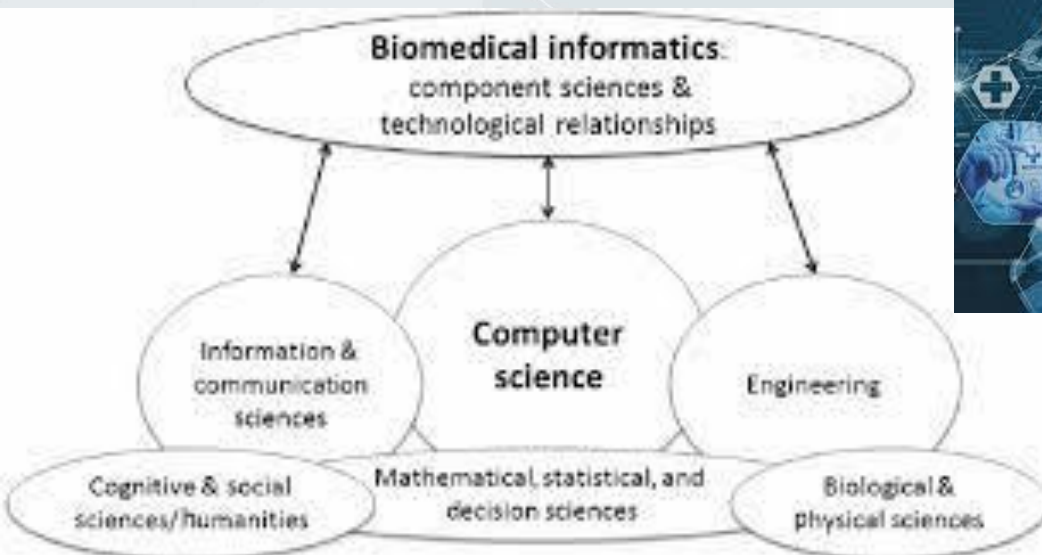 Biomedical informatics:
component sciences &
technological relationships
Computer
science
Information &
communication
sciences
Engineering
Cognitive & social
sciences/humanities
Mathematical, statistical, and
decision sciences
Biological &
physical sciences